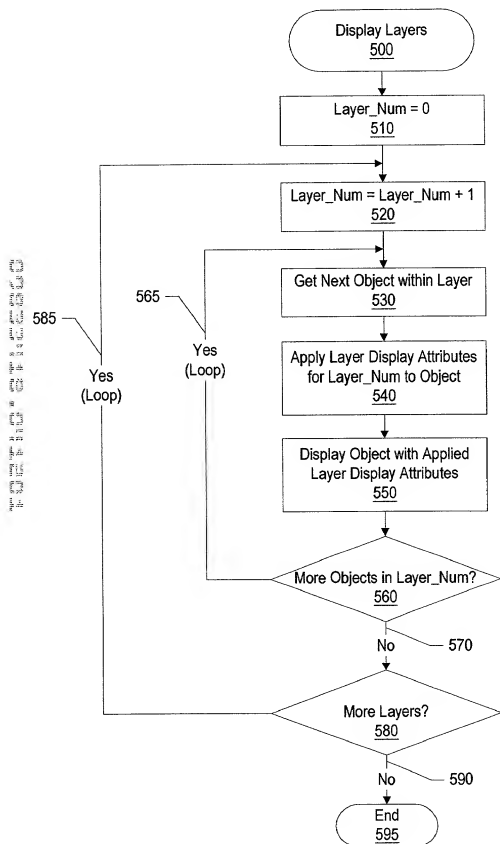 Display Layers
500
Layer_Num = 0
510
Layer_Num = Layer_Num + 1
520
Get Next Object within Layer
530
565
585
Yes
(Loop)
Yes
(Loop)
Apply Layer Display Attributes
for Layer_Num to Object
540
Display Object with Applied
Layer Display Attributes
550
More Objects in Layer_Num?
560
No
570
More Layers?
580
No
590
End
595